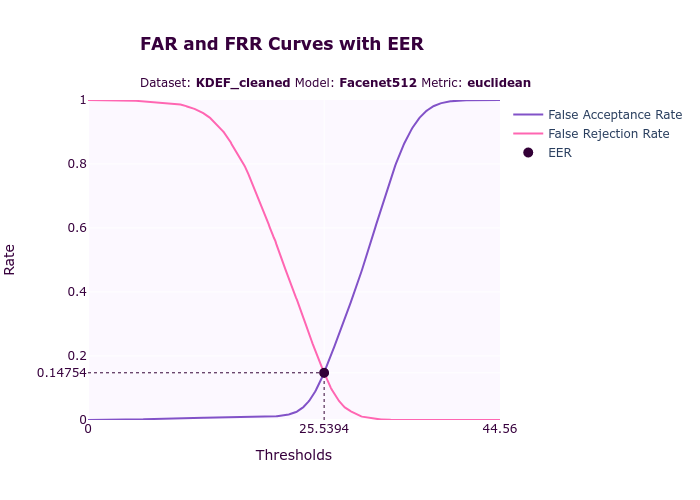 FAR and FRR Curves with EER
Dataset: KDEF_cleaned Model: Facenet512 Metric: euclidean
1
0.8
0.6
0.4
0.2
0.14754
0
Rate
0
25.5394
44.56
Thresholds
False Acceptance Rate
False Rejection Rate
EER